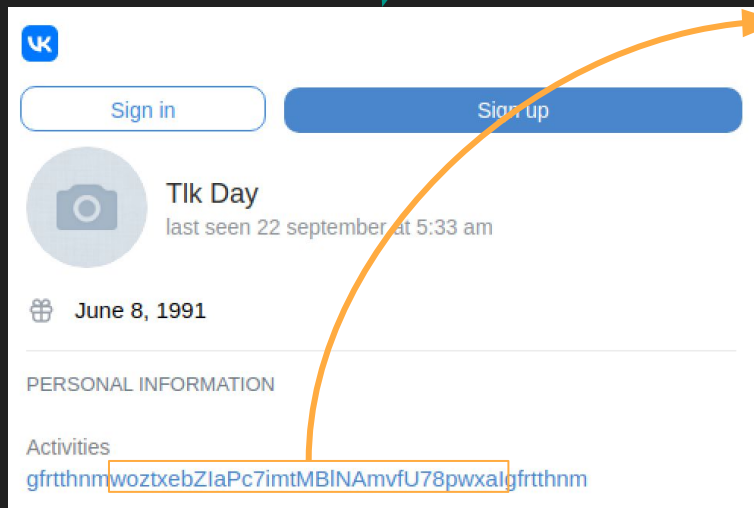 VK
Sign in
Sign up
Tlk Day
last seen 22 september at 5:33 am
June 8, 1991
PERSONAL INFORMATION
Activities
gfrtthnmwoztxebZIaPc7imtMBlNAmvfU78pwxaIgfrtthnm